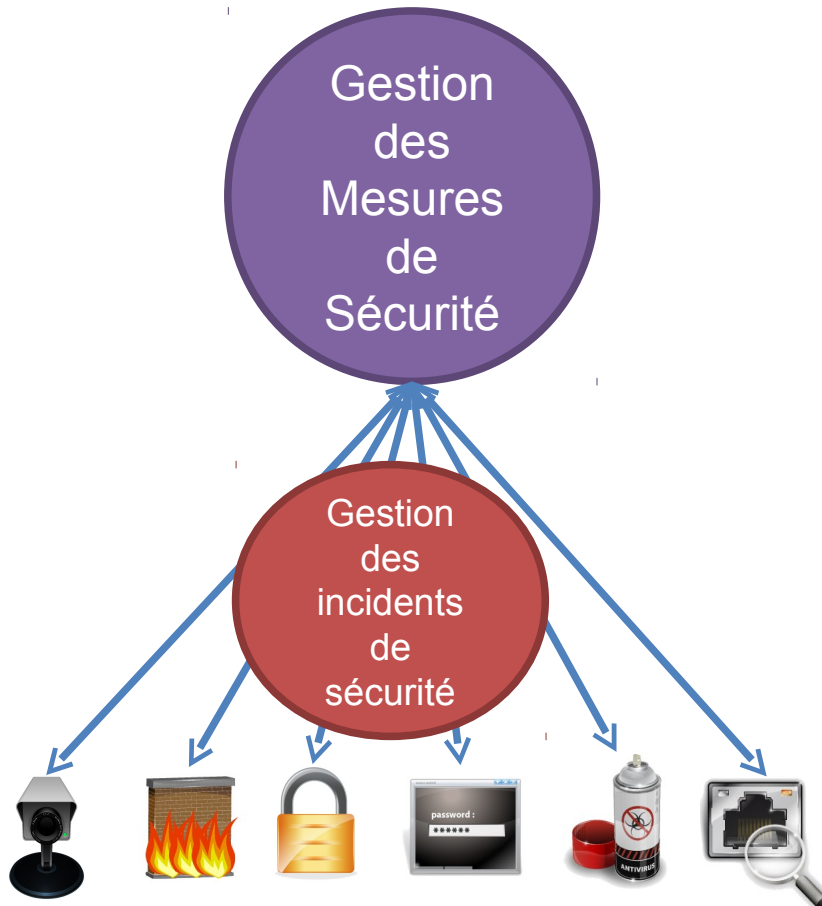 Gestion
des
Mesures
de
Sécurité
Gestion
des
incidents
de
sécurité
password :
******
ANTIVIRUS